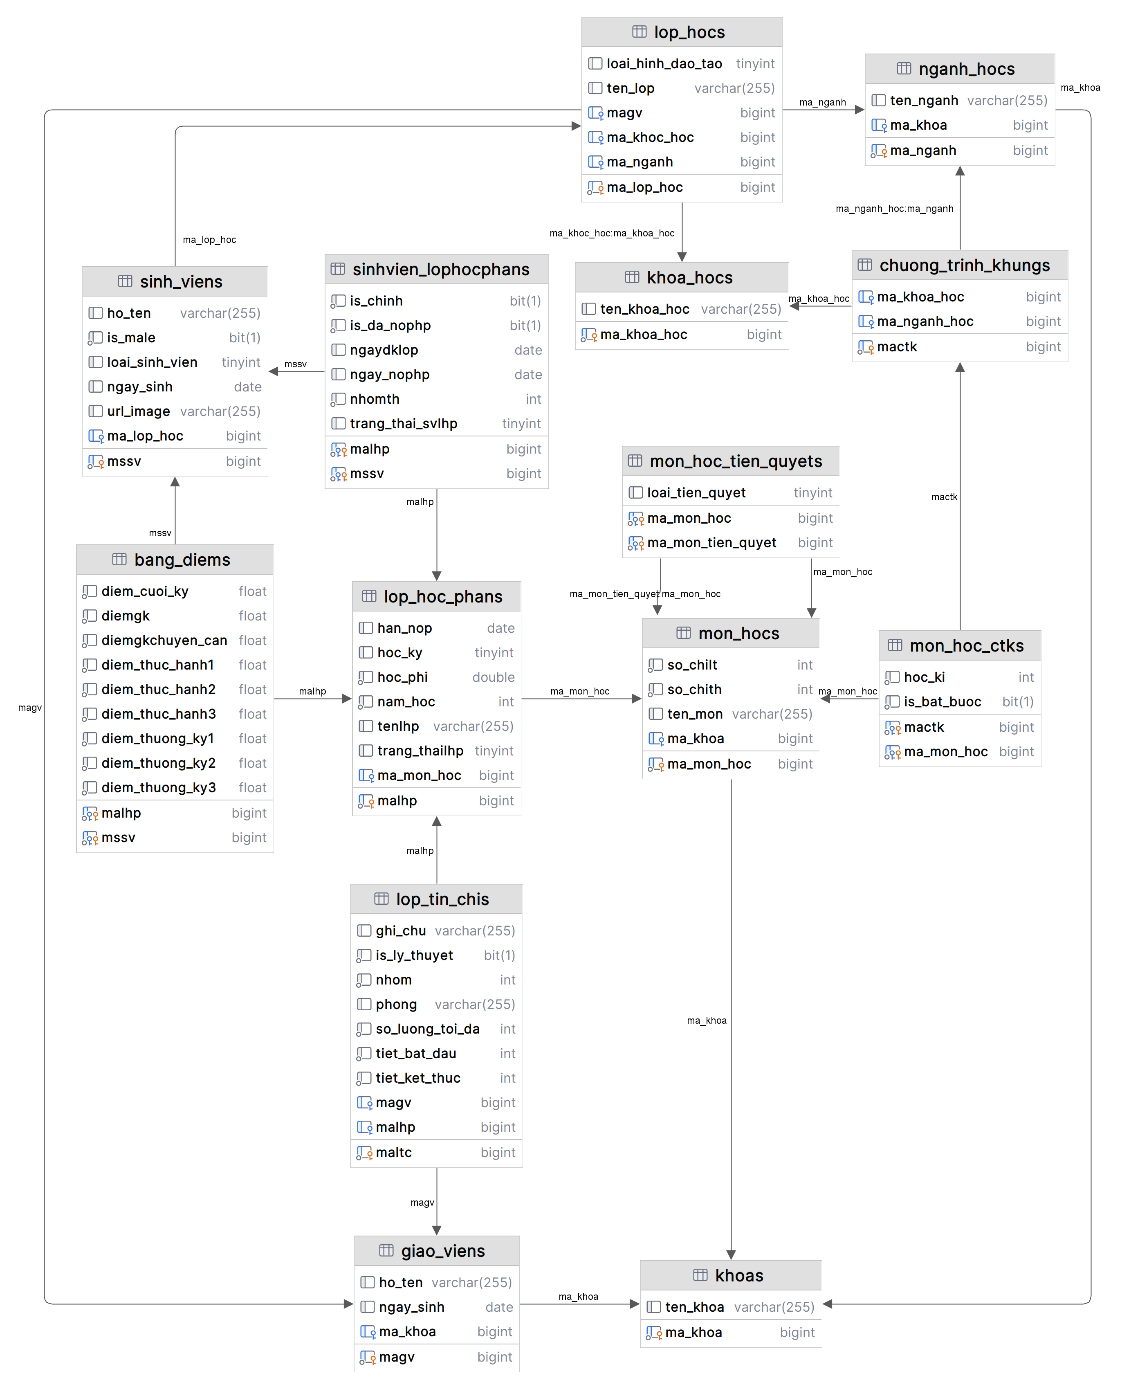 lop_hocs
loai_hinh_dao_tao tinyint
ten_lop varchar(255)
magv bigint
ma_khoc_hoc bigint
ma_nganh bigint
ma_lop_hoc bigint
ma_nganh
nganh_hocs
ten_nganh varchar(255)
ma_khoa bigint
ma_nganh bigint
ma_khoa
ma_nganh_hoc:ma_nganh
ma_khoc_hoc:ma_khoa_hoc
ma_lop_hoc
sinh_viens
ho_ten varchar(255)
is_male bit(1)
loai_sinh_vien tinyint
ngay_sinh date
url_image varchar(255)
ma_lop_hoc bigint
mssv bigint
mssv
sinhvien_lophocphans
is_chinh bit(1)
is_da_nophp bit(1)
ngaydklop date
ngay_nophp date
nhomth int
trang_thai_svlhp tinyint
malhp bigint
mssv bigint
khoa_hocs
ten_khoa_hoc varchar(255)
ma_khoa_hoc bigint
ma_khoa_hoc
chuong_trinh_khungs
ma_khoa_hoc bigint
ma_nganh_hoc bigint
mactk bigint
mactk
malhp
mssv
mon_hoc_tien_quyets
loai_tien_quyet tinyint
ma_mon_hoc bigint
ma_mon_tien_quyet bigint
ma_mon_hoc
ma_mon_tien_quyet:ma_mon_hoc
bang_diems
diem_cuoi_ky float
diemgk float
diemgkchuyen_can float
diem_thuc_hanh1 float
diem_thuc_hanh2 float
diem_thuc_hanh3 float
diem_thuong_ky1 float
diem_thuong_ky2 float
diem_thuong_ky3 float
malhp bigint
mssv bigint
malhp
lop_hoc_phans
han_nop date
hoc_ky tinyint
hoc_phi double
nam_hoc int
tenlhp varchar(255)
trang_thailhp tinyint
ma_mon_hoc bigint
malhp bigint
ma_mon_hoc
mon_hocs
so_chilt int
so_chith int
ten_mon varchar(255)
ma_khoa bigint
ma_mon_hoc bigint
ma_mon_hoc
mon_hoc_ctks
hoc_ki int
is_bat_buoc bit(1)
mactk bigint
ma_mon_hoc bigint
magv
malhp
lop_tin_chis
ghi_chu varchar(255)
is_ly_thuyet bit(1)
nhom int
phong varchar(255)
so_luong_toi_da int
tiet_bat_dau int
tiet_ket_thuc int
magv bigint
malhp bigint
maltc bigint
ma_khoa
magv
giao_viens
ho_ten varchar(255)
ngay_sinh date
ma_khoa bigint
magv bigint
ma_khoa
khoas
ten_khoa varchar(255)
ma_khoa bigint